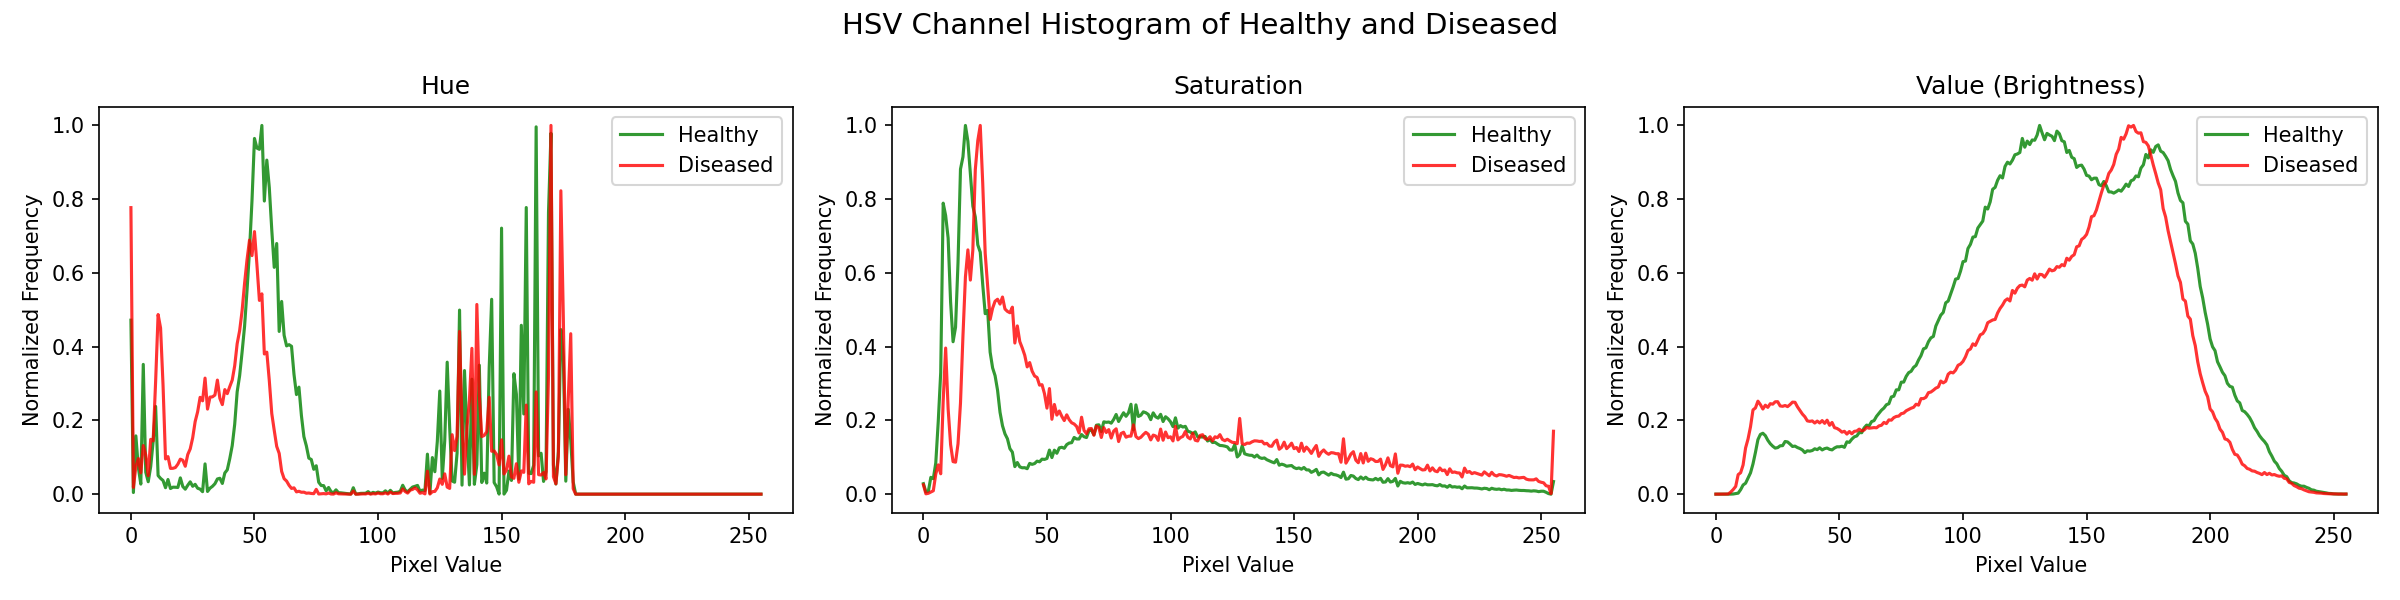 HSV Channel Histogram of Healthy and Diseased
Hue
Normalized Frequency
1.0
0.8
0.6
0.4
0.2
0.0
0 50 100 150 200 250
Pixel Value
Healthy
Diseased
Saturation
Normalized Frequency
1.0
0.8
0.6
0.4
0.2
0.0
0 50 100 150 200 250
Pixel Value
Healthy
Diseased
Value (Brightness)
Normalized Frequency
1.0
0.8
0.6
0.4
0.2
0.0
0 50 100 150 200 250
Pixel Value
Healthy
Diseased